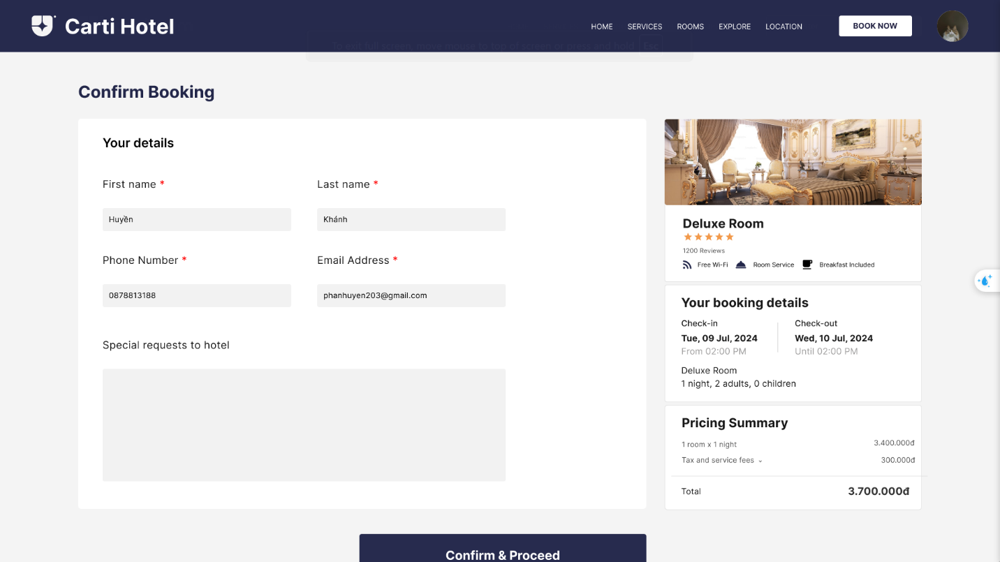 Carti Hotel
HOME SERVICES ROOMS EXPLORE LOCATION BOOK NOW
To exit full screen, move mouse to top of screen or press and hold Esc
Confirm Booking
Your details
First name * Last name *
Huyền Khánh
Phone Number * Email Address *
0878813188 phanhuyen203@gmail.com
Special requests to hotel
Confirm & Proceed
Deluxe Room
1200 Reviews
Free Wi-Fi Room Service Breakfast Included
Your booking details
Check-in Check-out
Tue, 09 Jul, 2024 Wed, 10 Jul, 2024
From 02:00 PM Until 02:00 PM
Deluxe Room
1 night, 2 adults, 0 children
Pricing Summary
1 room x 1 night 3.400.000đ
Tax and service fees 300.000đ
Total 3.700.000đ